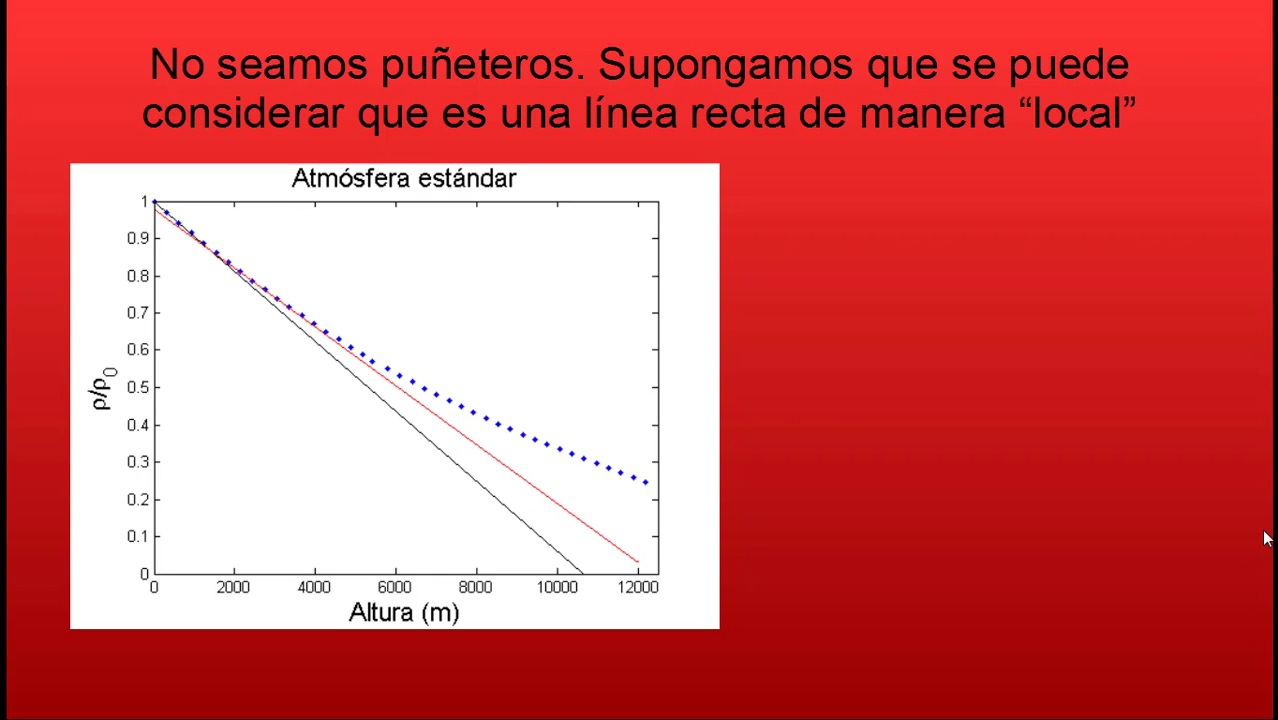 No seamos puñeteros. Supongamos que se puede
considerar que es una línea recta de manera “local”
Atmósfera estándar
1
0.9
0.8
0.7
0.6
0.5
0.4
0.3
0.2
0.1
0
ρ/ρ0
0 2000 4000 6000 8000 10000 12000
Altura (m)